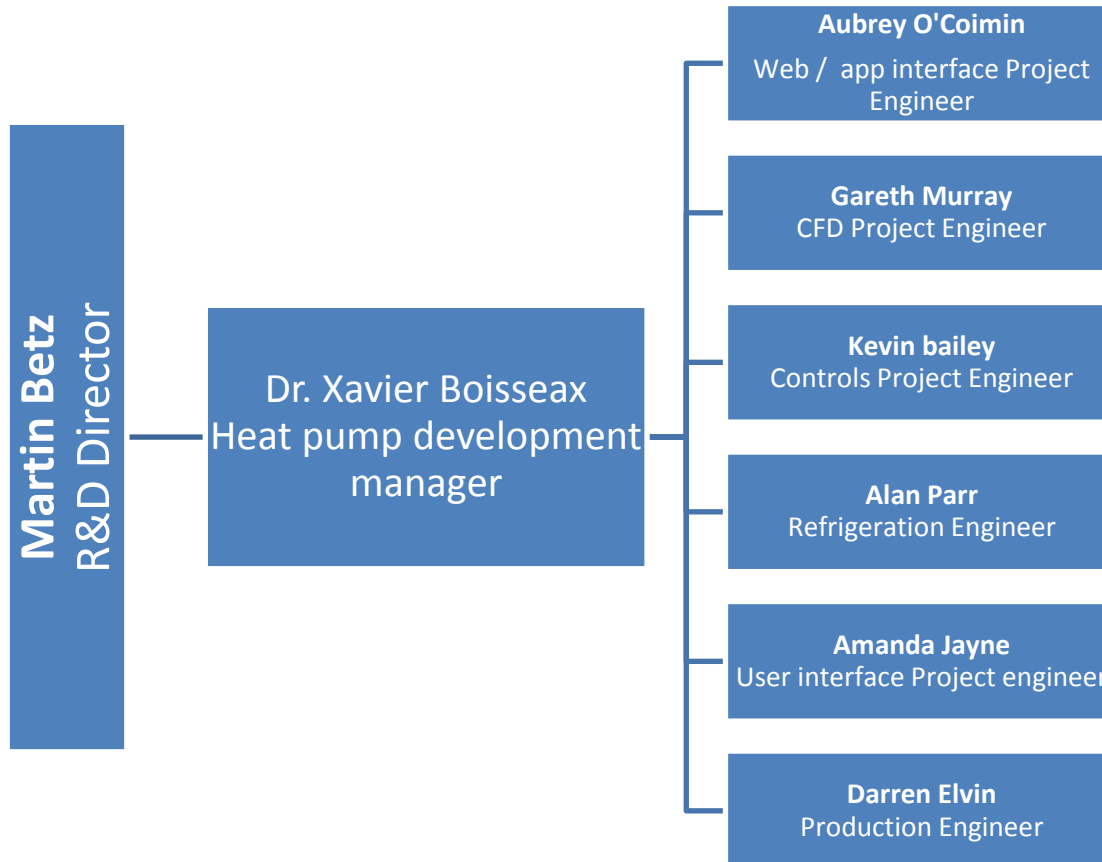 Martin Betz
R&D Director
Dr. Xavier Boisseax
Heat pump development
manager
Aubrey O'Coimin
Web /  app interface Project
Engineer
Gareth Murray
CFD Project Engineer
Kevin bailey
Controls Project Engineer
Alan Parr
Refrigeration Engineer
Amanda Jayne
User interface Project engineer
Darren Elvin
Production Engineer